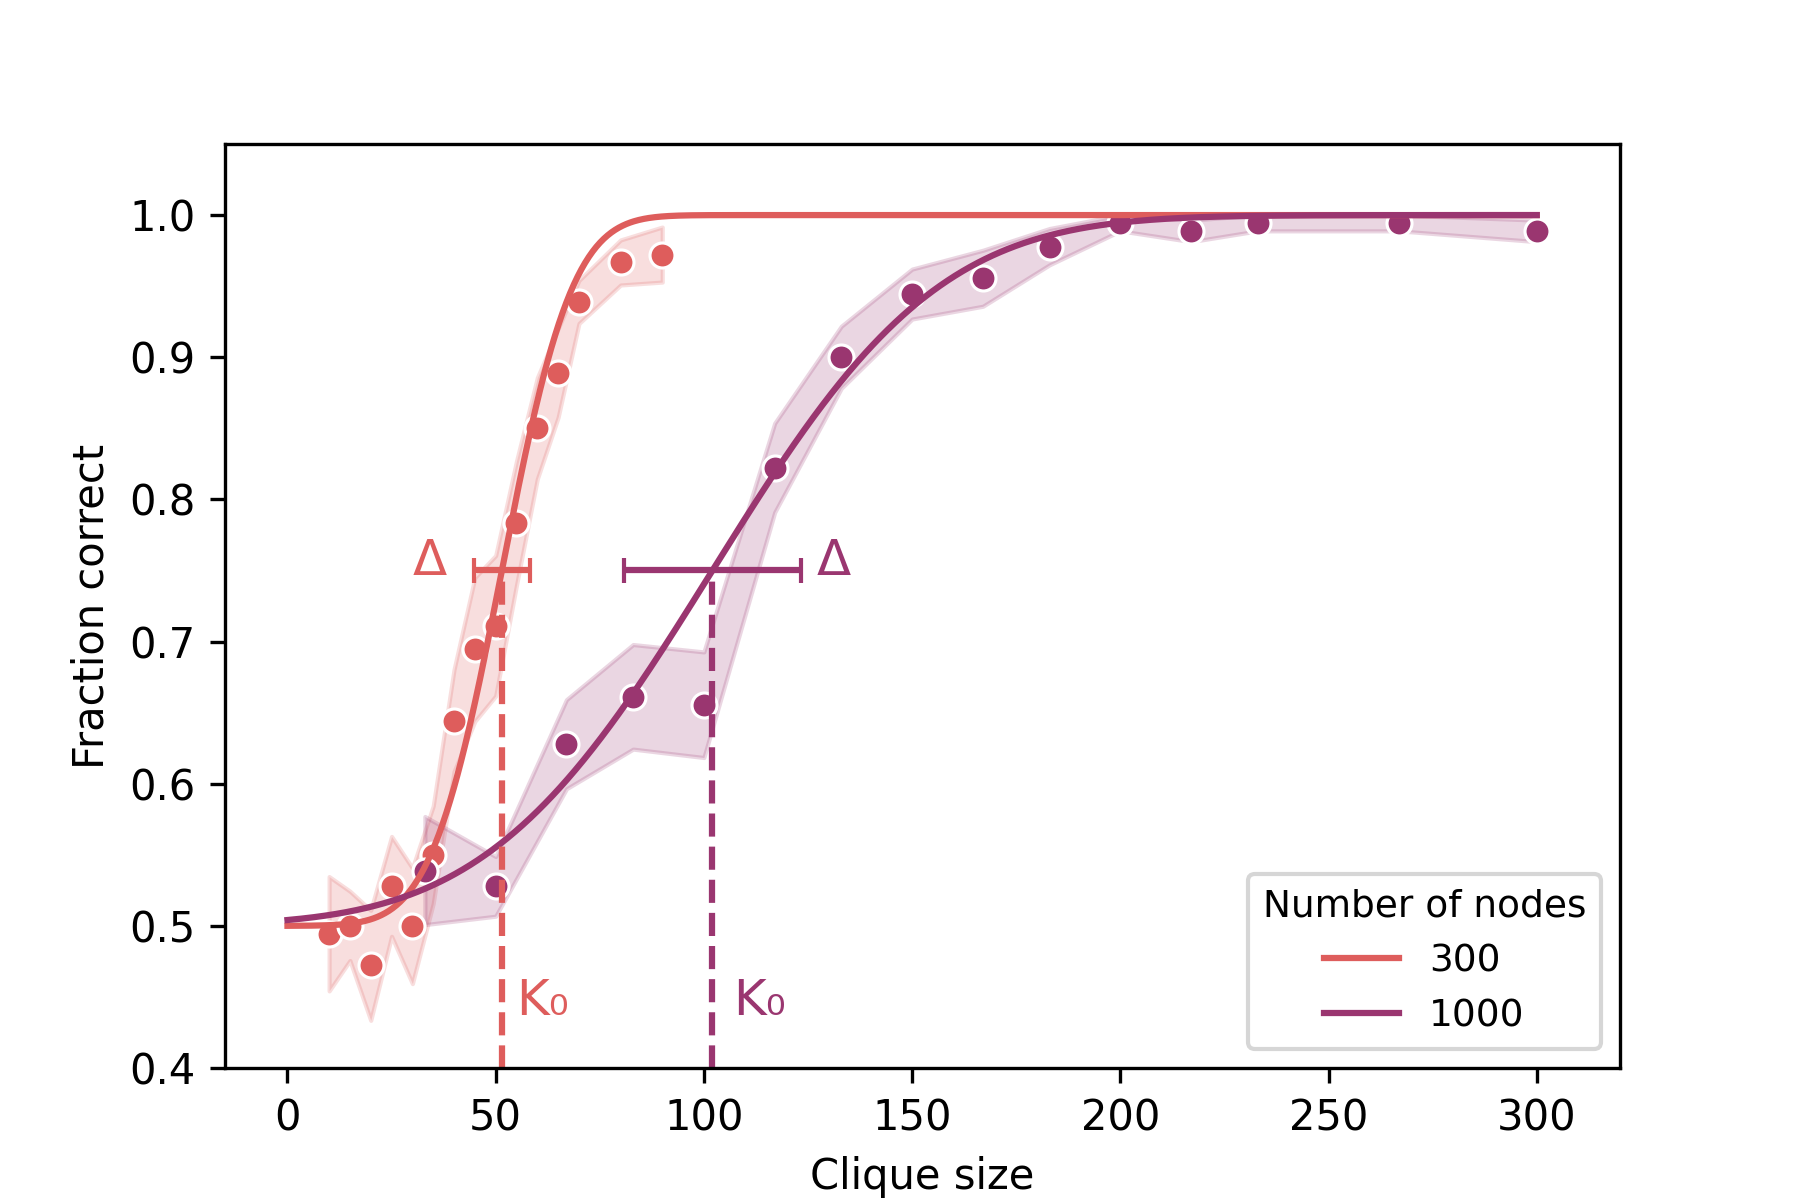 1.0
0.9
0.8
0.7
0.6
0.5
0.4
Fraction correct
Δ
Δ
K₀
K₀
Number of nodes
300
1000
0 50 100 150 200 250 300
Clique size